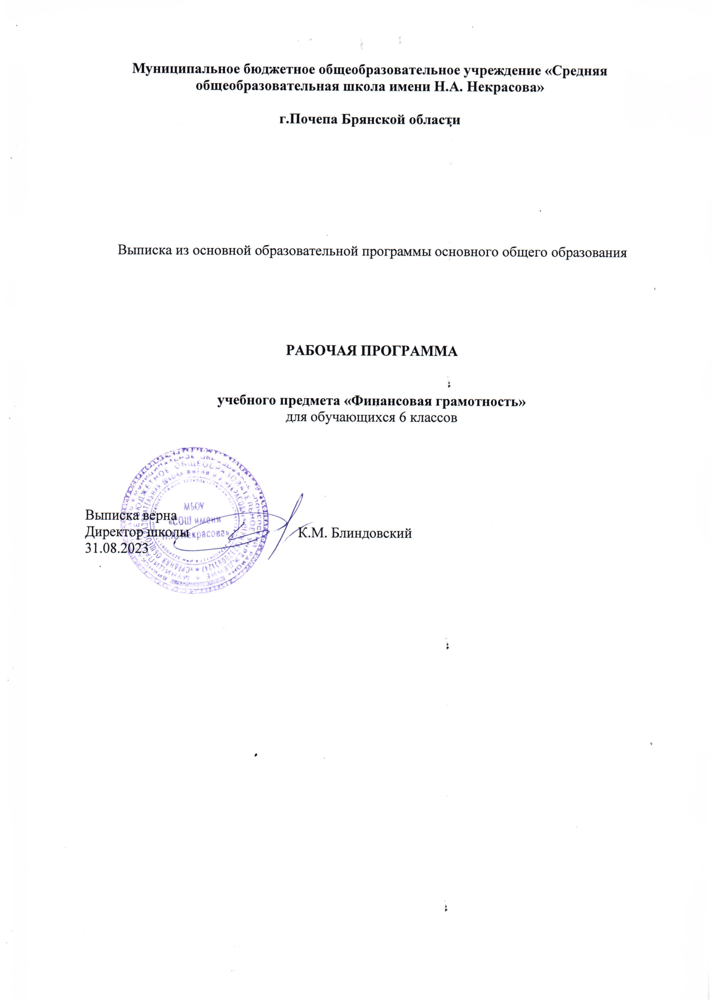 Муниципальное бюджетное общеобразовательное учреждение «Средняя
общеобразовательная школа имени Н.А. Некрасова»
г.Почепа Брянской области
Выписка из основной образовательной программы основного общего образования
РАБОЧАЯ ПРОГРАММА
учебного предмета «Финансовая грамотность»
для обучающихся 6 классов
Выписка верна
Директор школы К.М. Блиндовский
31.08.2023
МБОУ
«СОШ имени
Н.А. Некрасова»